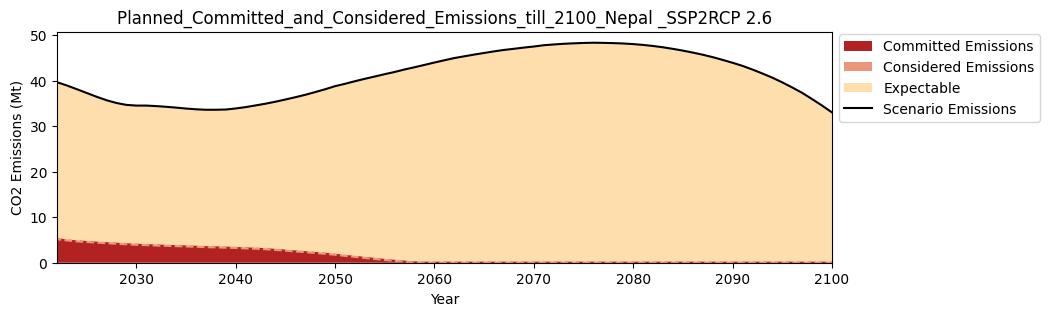 Planned_Committed_and_Considered_Emissions_till_2100_Nepal _SSP2RCP 2.6
50
40
30
20
10
0
CO2 Emissions (Mt)
2030 2040 2050 2060 2070 2080 2090 2100
Year
Committed Emissions
Considered Emissions
Expectable
Scenario Emissions